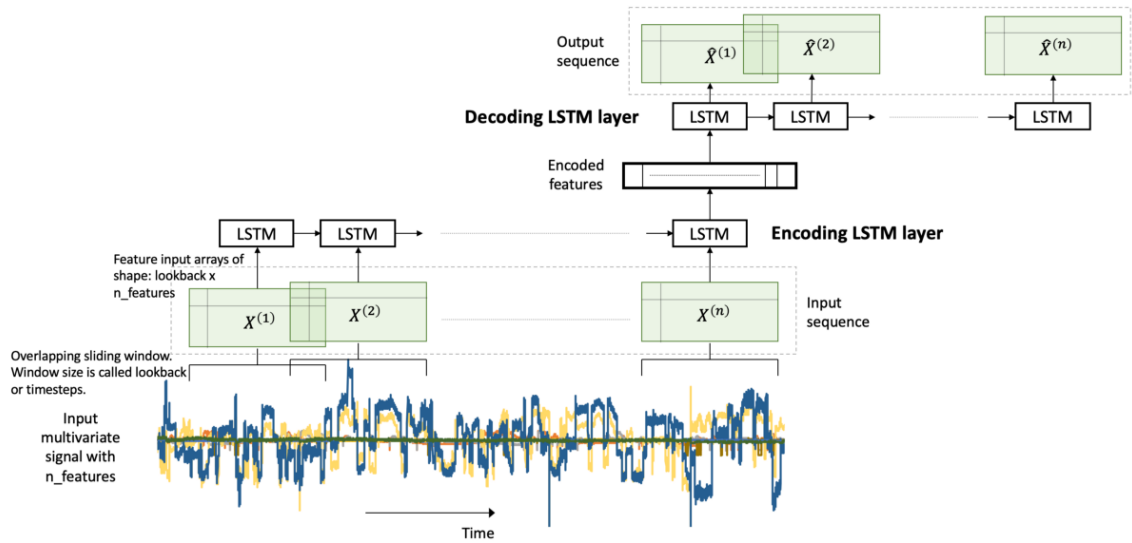 Output
sequence
X̂⁽¹⁾
X̂⁽²⁾
X̂⁽ⁿ⁾
Decoding LSTM layer
LSTM
LSTM
LSTM
Encoded
features
LSTM
LSTM
LSTM
Encoding LSTM layer
Feature input arrays of
shape: lookback x
n_features
X⁽¹⁾
X⁽²⁾
X⁽ⁿ⁾
Input
sequence
Overlapping sliding window.
Window size is called lookback
or timesteps.
Input
multivariate
signal with
n_features
Time